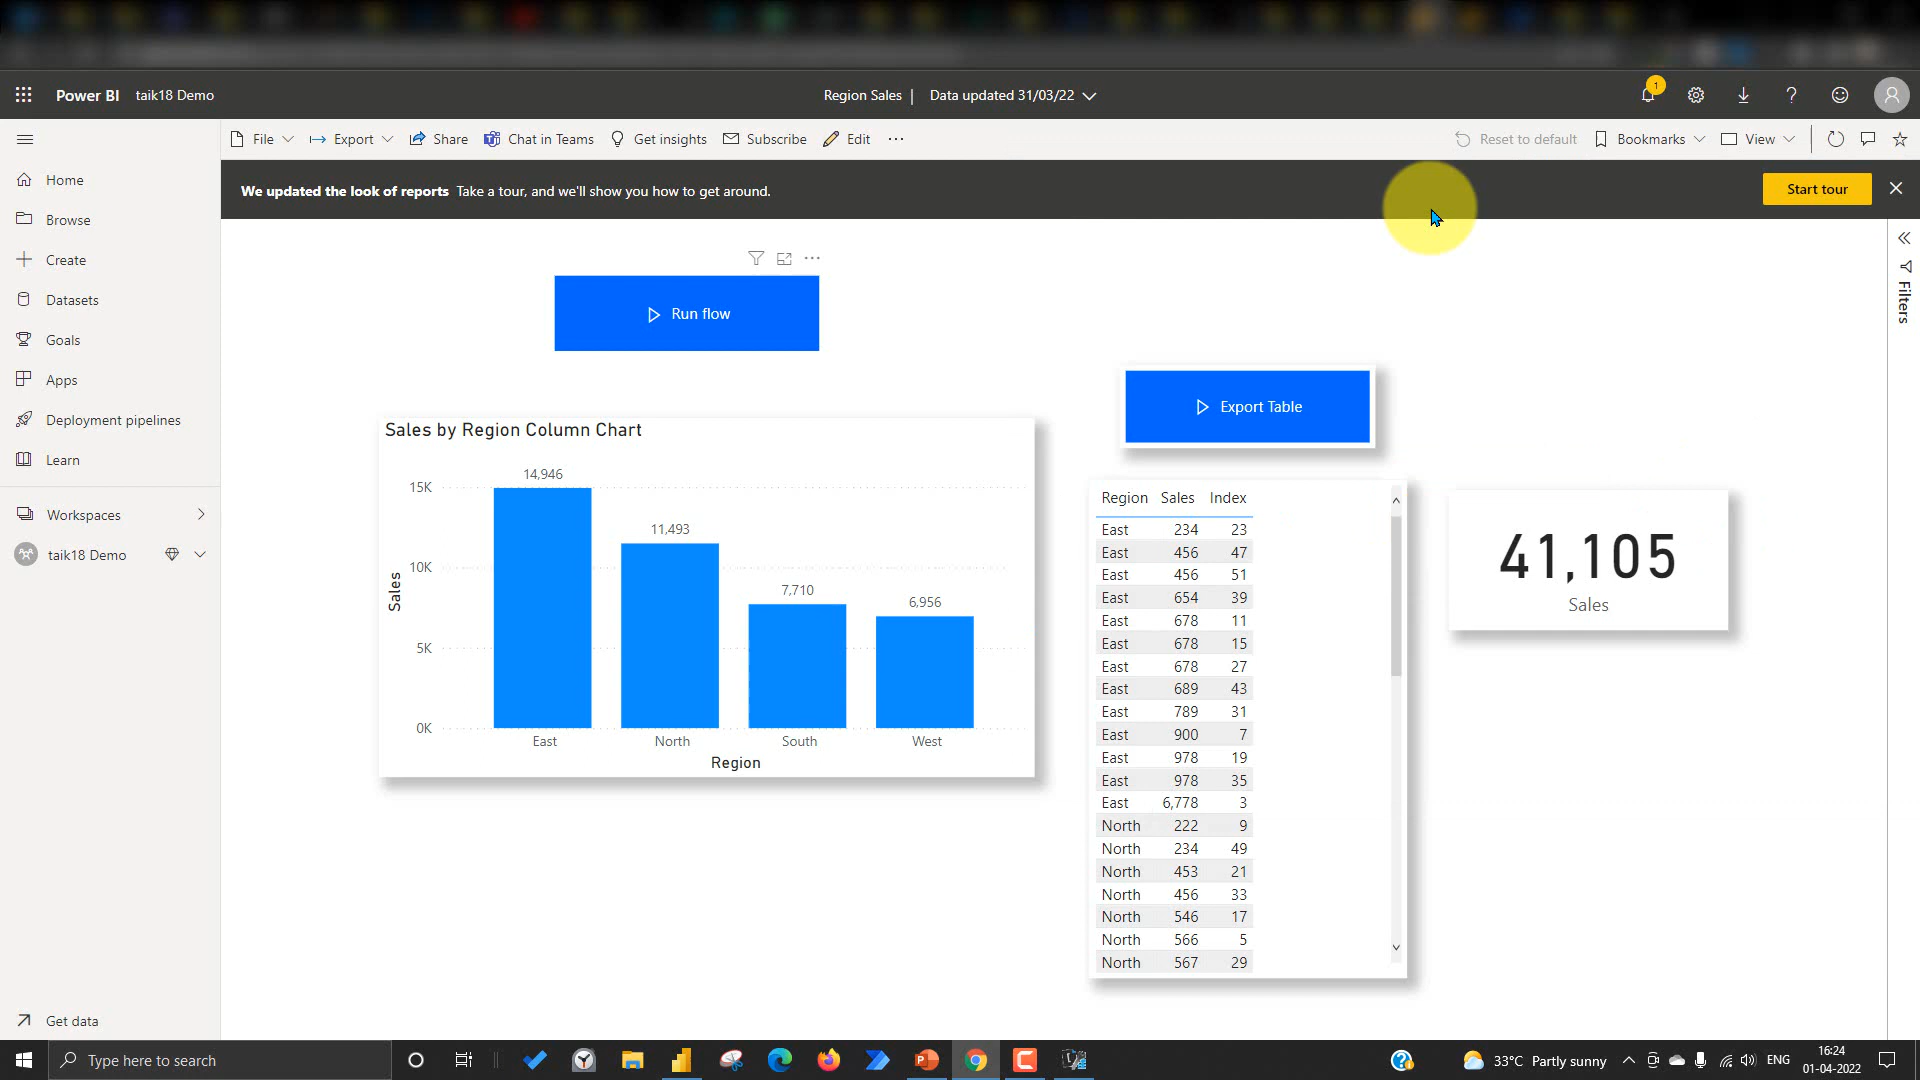 Power BI taik18 Demo Region Sales | Data updated 31/03/22 1
File Export Share Chat in Teams Get insights Subscribe Edit ... Reset to default Bookmarks View
We updated the look of reports Take a tour, and we'll show you how to get around. Start tour
Home
Browse
Create
Datasets
Goals
Apps
Deployment pipelines
Learn
Workspaces
taik18 Demo
Get data
Run flow
Export Table
Filters
Sales by Region Column Chart
14,946
15K
11,493
10K
7,710
6,956
Sales
5K
0K
East North South West
Region
Region Sales Index
East 234 23
East 456 47
East 456 51
East 654 39
East 678 11
East 678 15
East 678 27
East 689 43
East 789 31
East 900 7
East 978 19
East 978 35
East 6,778 3
North 222 9
North 234 49
North 453 21
North 456 33
North 546 17
North 566 5
North 567 29
41,105
Sales
Type here to search
33°C Partly sunny ENG 16:24
01-04-2022